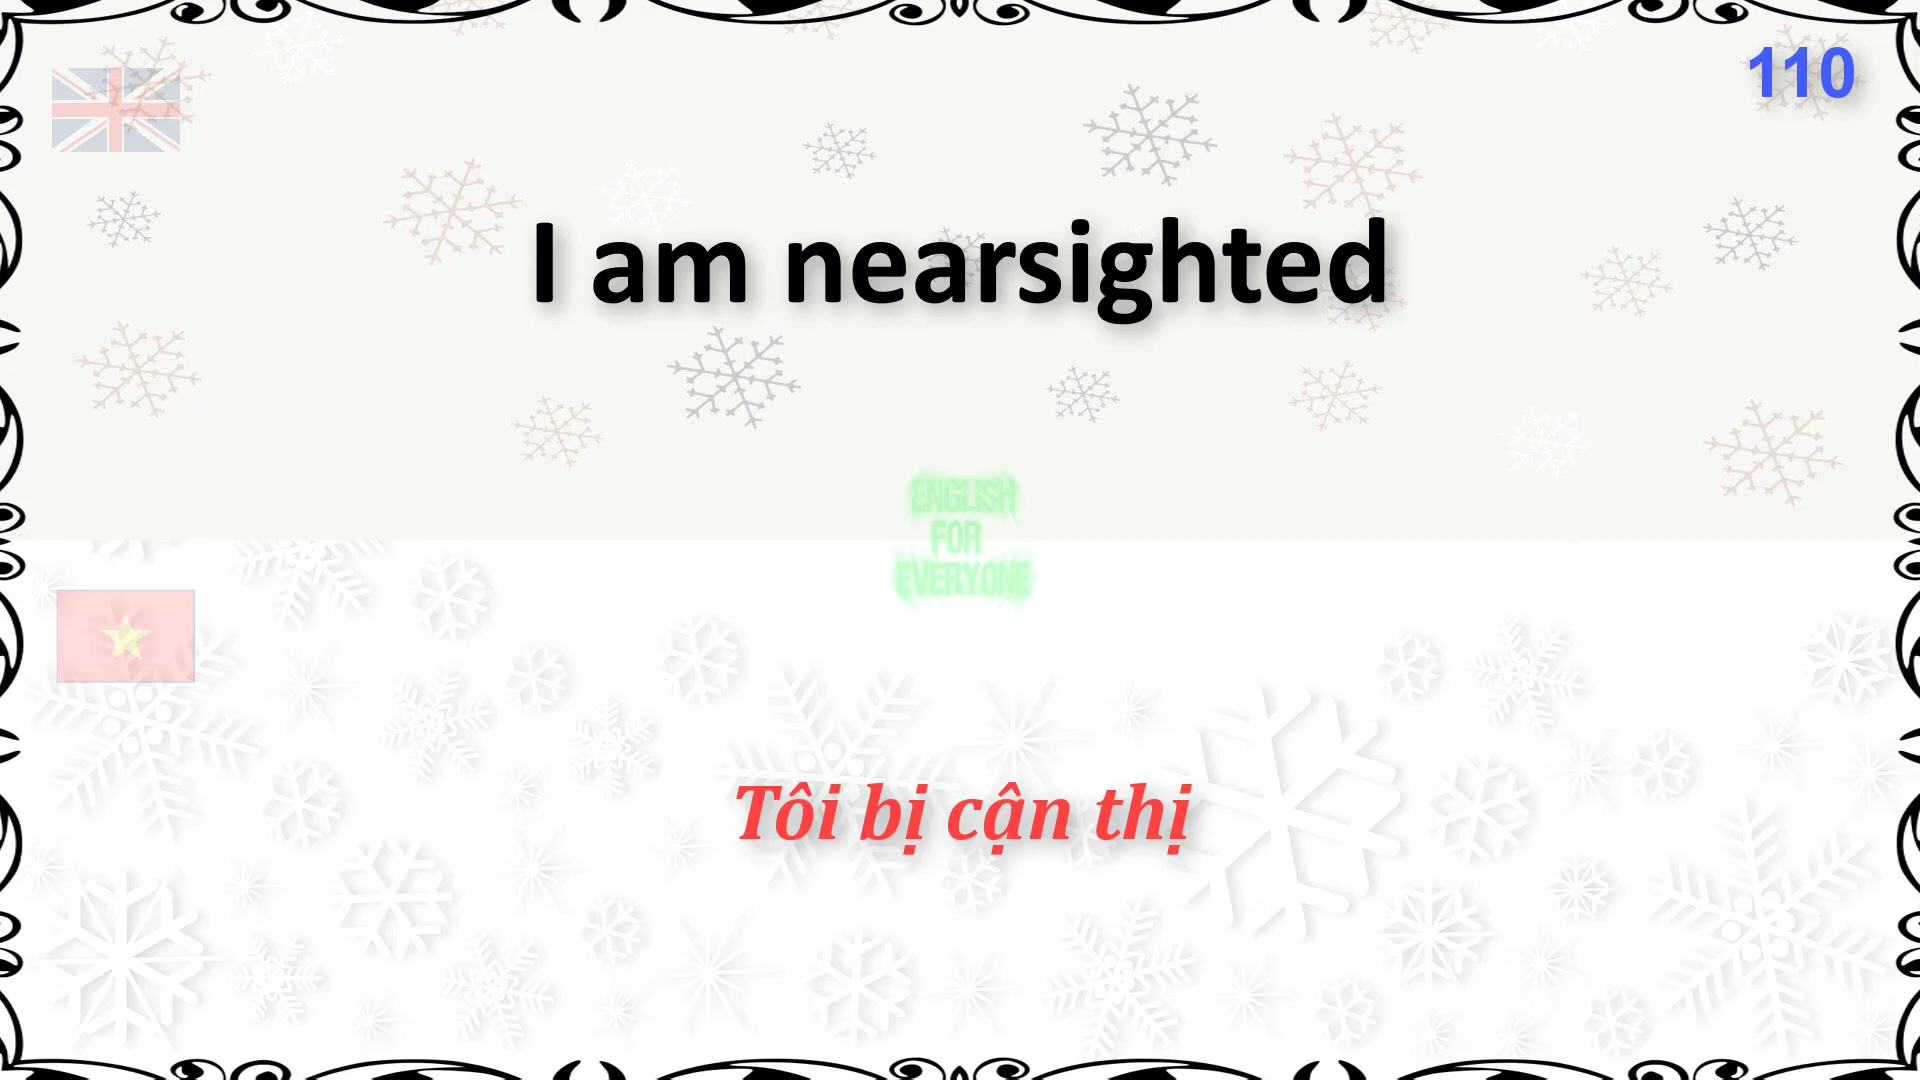 110
I am nearsighted
ENGLISH
FOR
EVERYONE
Tôi bị cận thị